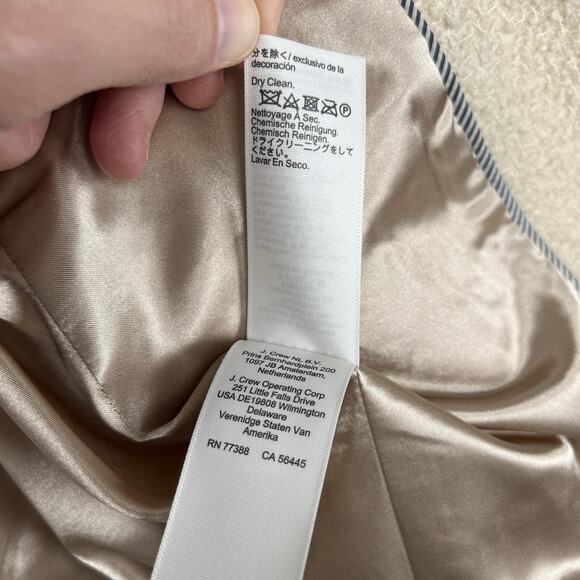 分を除く/ exclusivo de la
decoración
Dry Clean.
P
Nettoyage A Sec.
Chemische Reinigung.
Chemisch Reinigen.
ドライクリーニングをして
ください。
Lavar En Seco.
J. Crew NL B.V.
Prins Bernhardplein 200
1097 JB Amsterdam,
Netherlands
J. Crew Operating Corp
251 Little Falls Drive
USA DE19808 Wilmington
Delaware
Verenidge Staten Van
Amerika
RN 77388 CA 56445